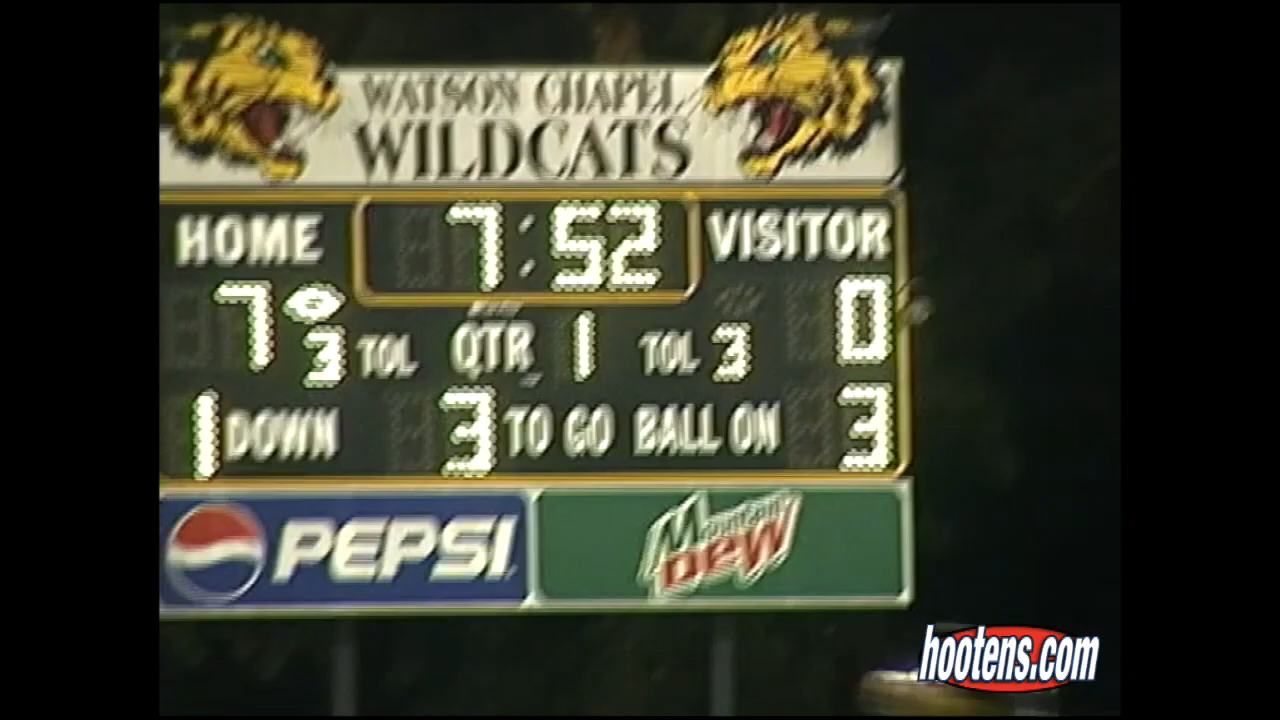 WATSON CHAPEL
WILDCATS
HOME 7:52 VISITOR
7 0
3 TOL QTR 1 TOL 3
1 DOWN 3 TO GO BALL ON 3
PEPSI Mountain Dew
hootens.com